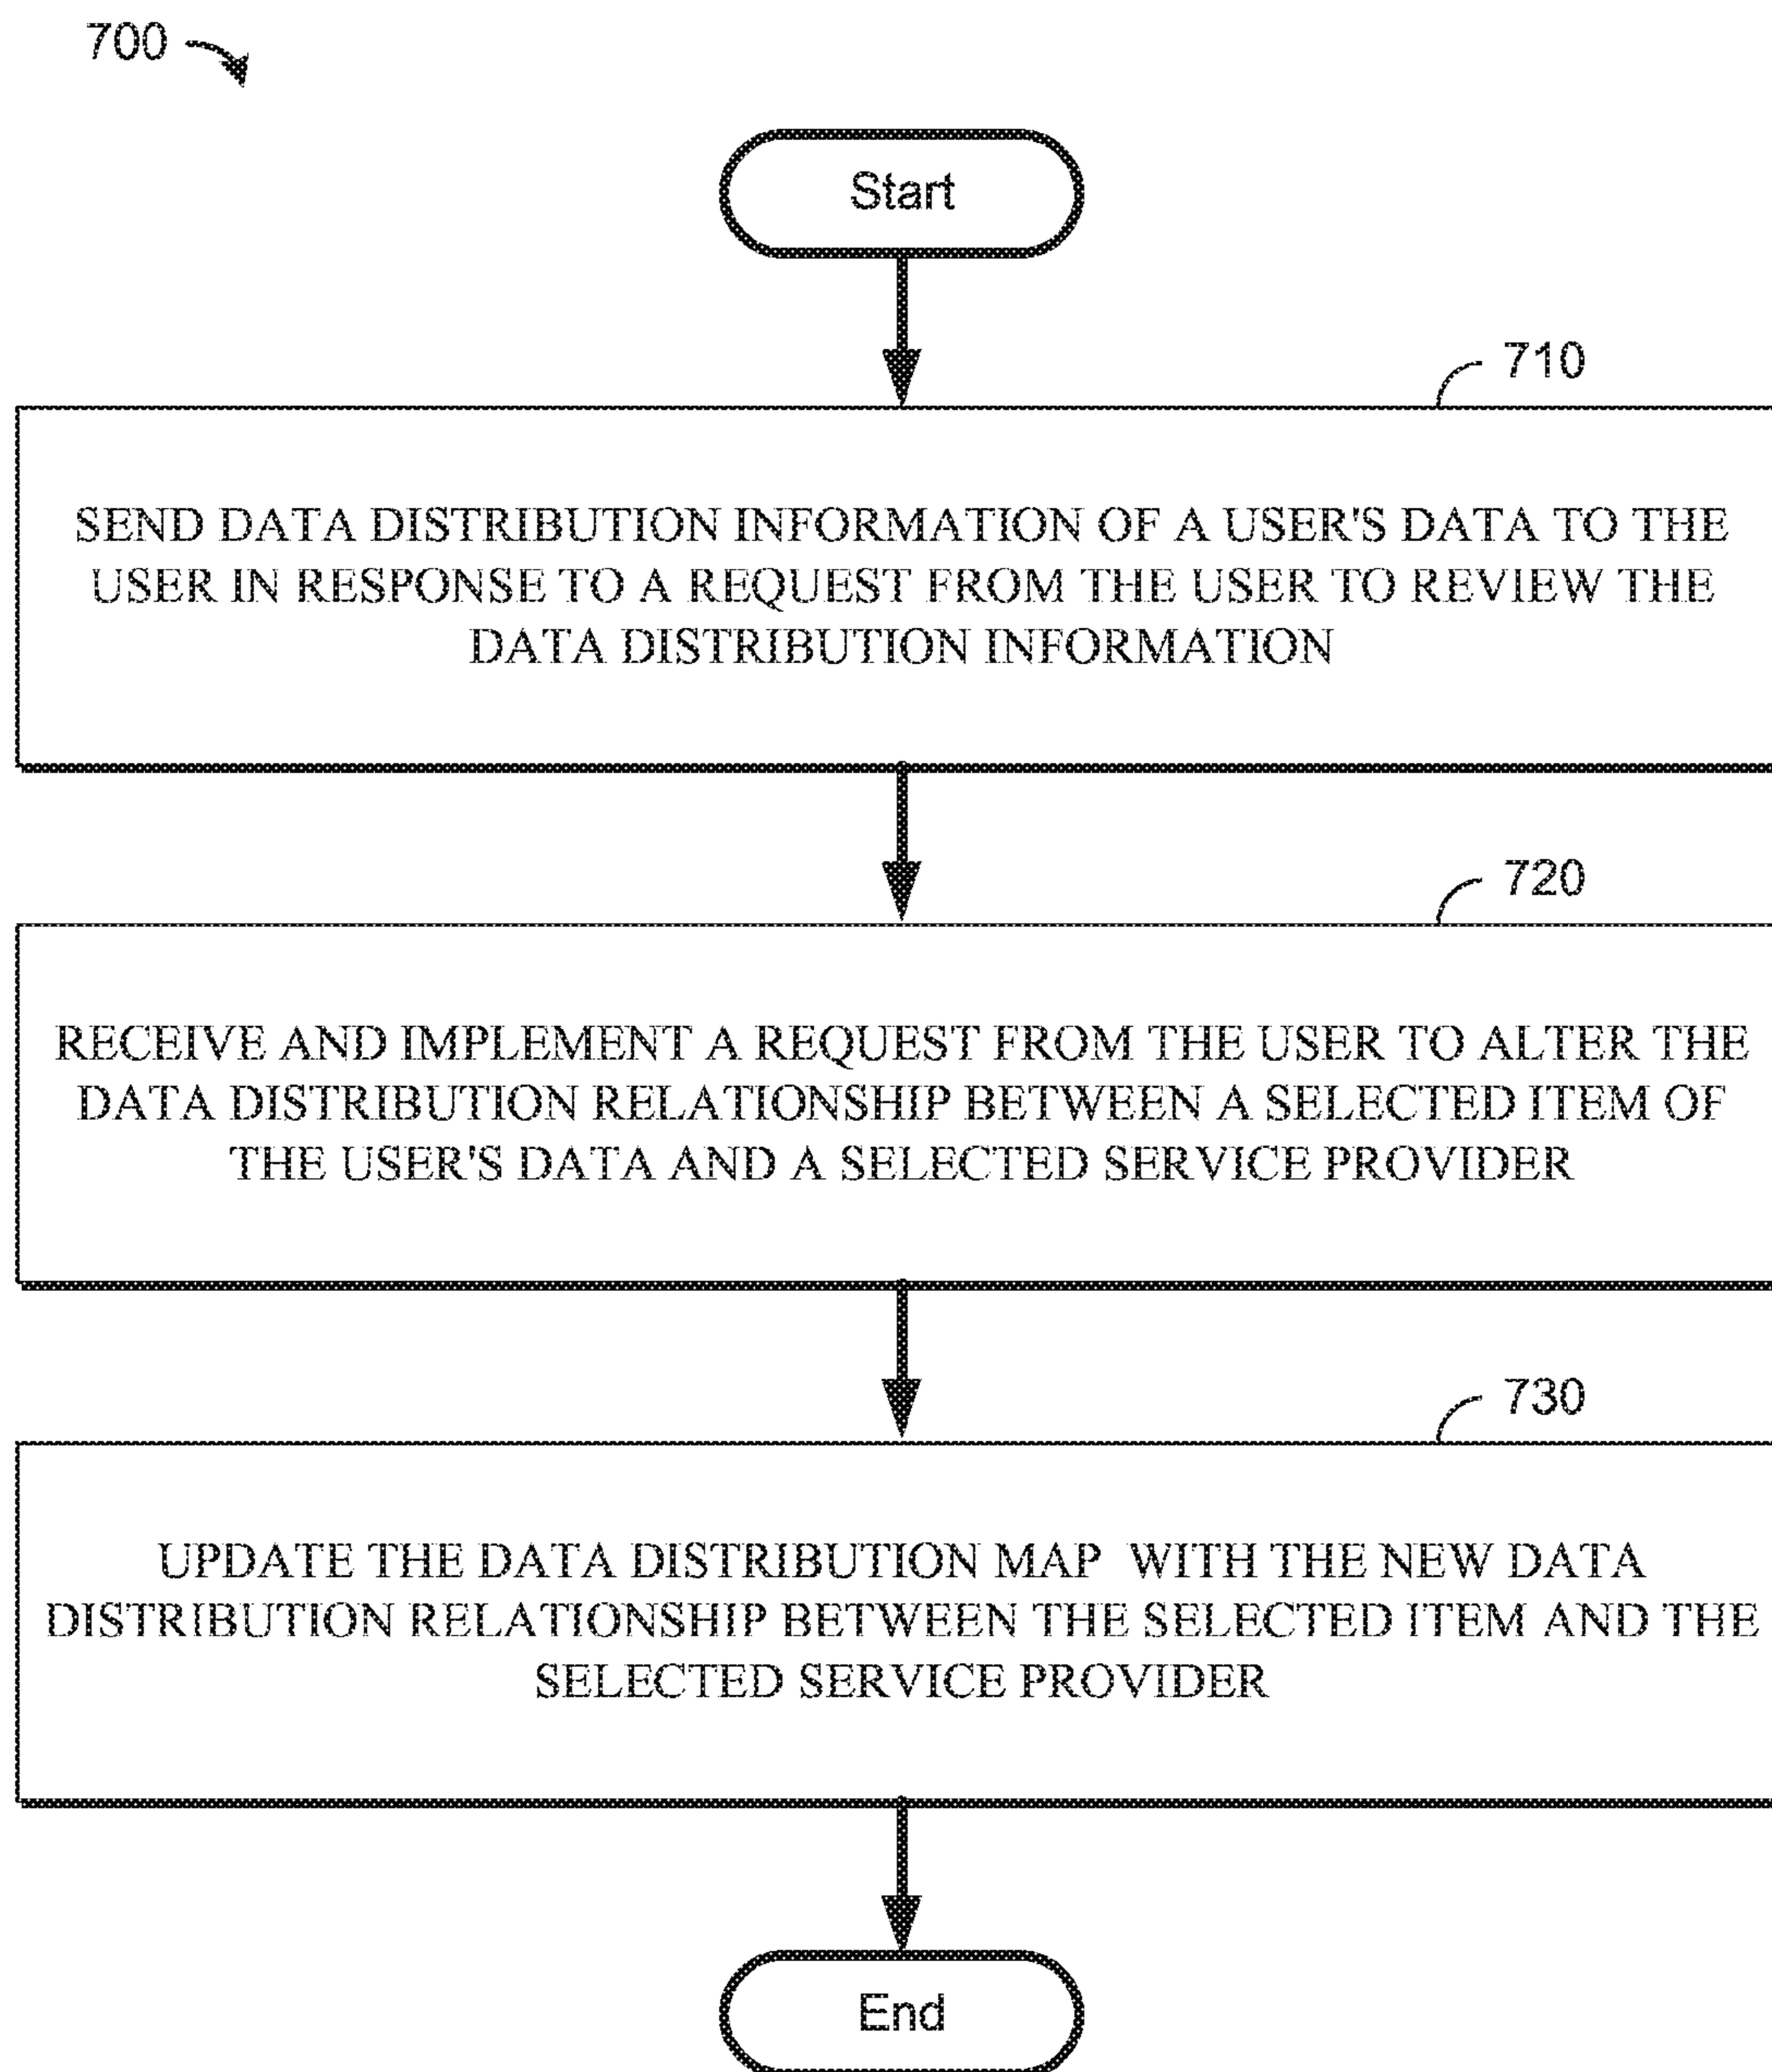 700
Start
710
SEND DATA DISTRIBUTION INFORMATION OF A USER'S DATA TO THE
USER IN RESPONSE TO A REQUEST FROM THE USER TO REVIEW THE
DATA DISTRIBUTION INFORMATION
720
RECEIVE AND IMPLEMENT A REQUEST FROM THE USER TO ALTER THE
DATA DISTRIBUTION RELATIONSHIP BETWEEN A SELECTED ITEM OF
THE USER'S DATA AND A SELECTED SERVICE PROVIDER
730
UPDATE THE DATA DISTRIBUTION MAP WITH THE NEW DATA
DISTRIBUTION RELATIONSHIP BETWEEN THE SELECTED ITEM AND THE
SELECTED SERVICE PROVIDER
End